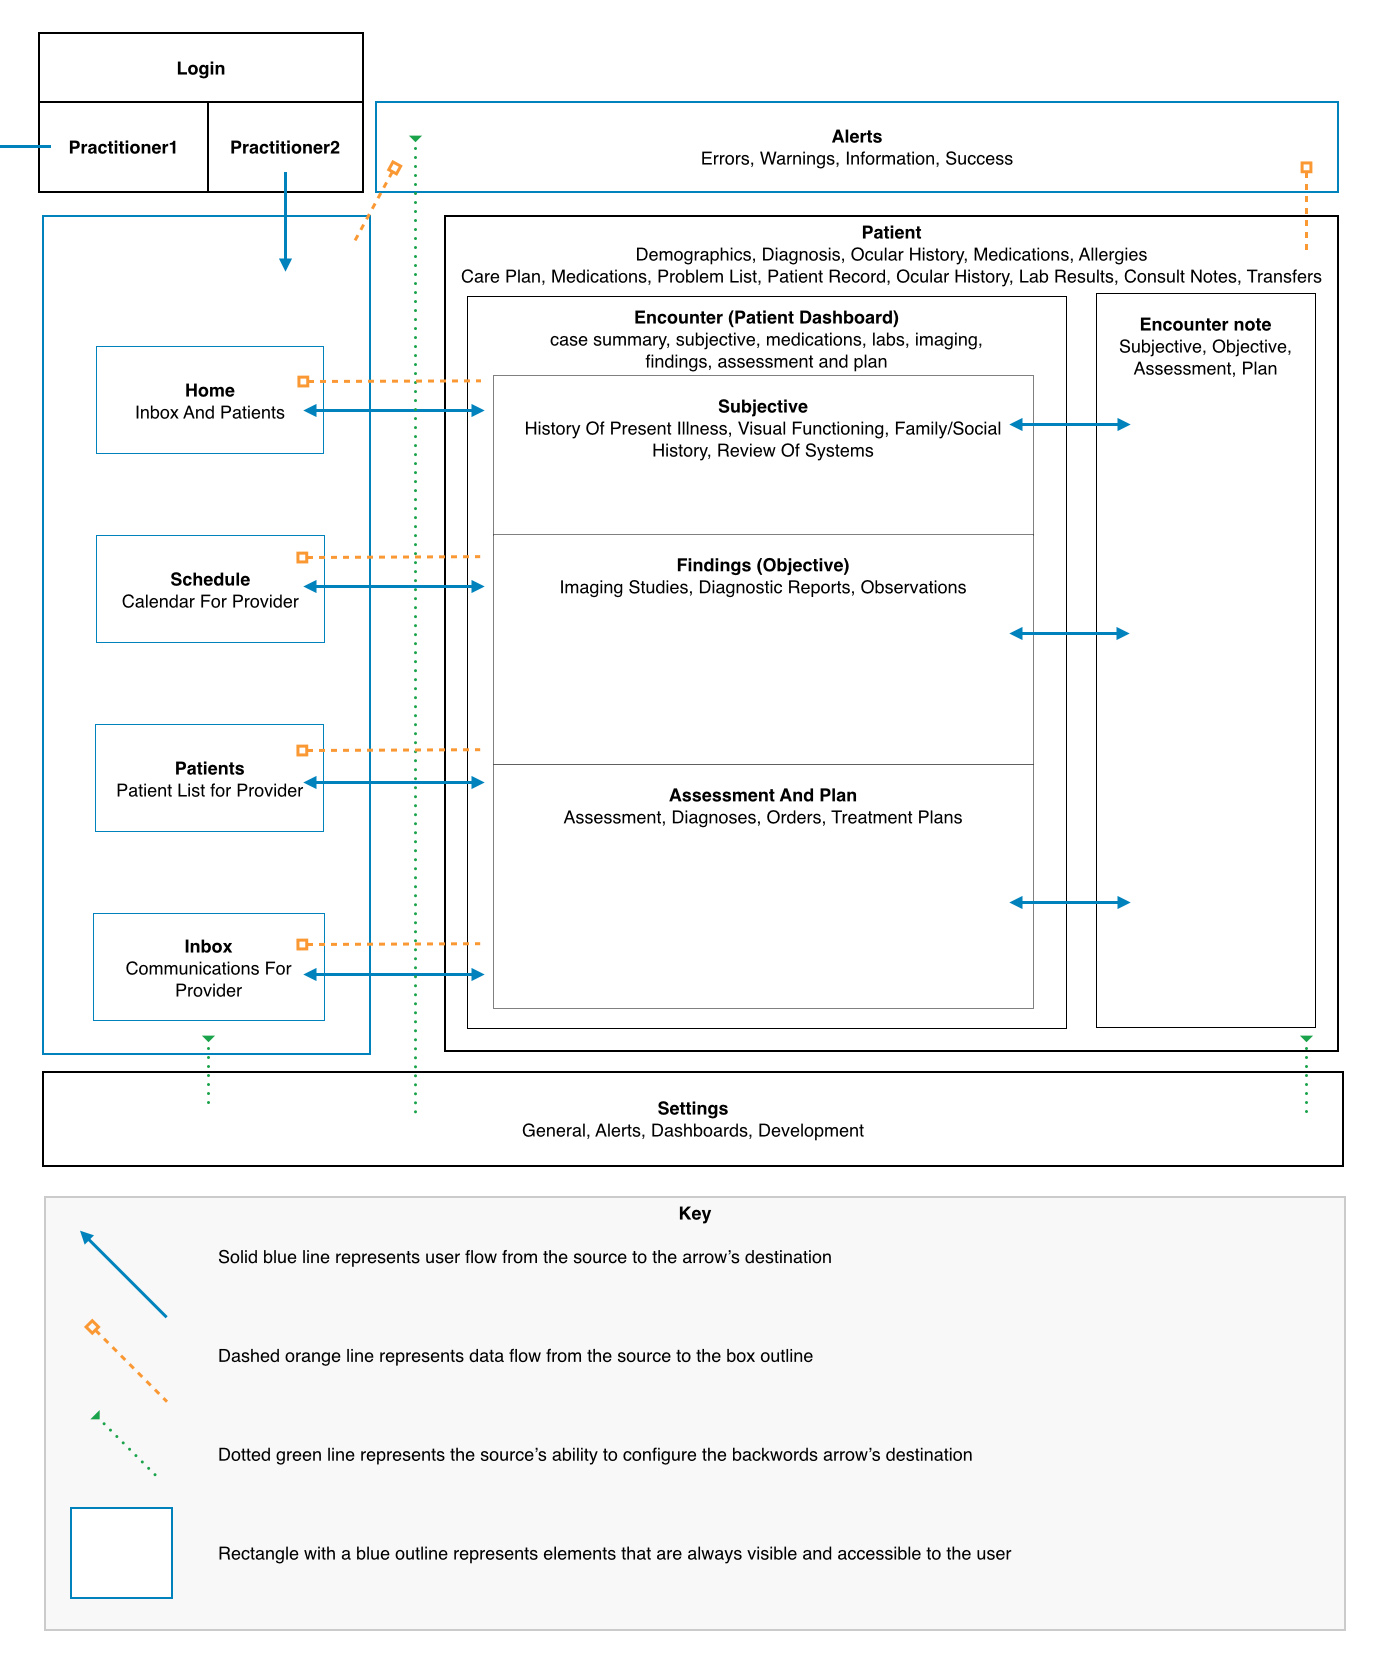 Login
Practitioner1
Practitioner2
Alerts
Errors, Warnings, Information, Success
Patient
Demographics, Diagnosis, Ocular History, Medications, Allergies
Care Plan, Medications, Problem List, Patient Record, Ocular History, Lab Results, Consult Notes, Transfers
Home
Inbox And Patients
Schedule
Calendar For Provider
Patients
Patient List for Provider
Inbox
Communications For
Provider
Encounter (Patient Dashboard)
case summary, subjective, medications, labs, imaging,
findings, assessment and plan
Subjective
History Of Present Illness, Visual Functioning, Family/Social
History, Review Of Systems
Findings (Objective)
Imaging Studies, Diagnostic Reports, Observations
Assessment And Plan
Assessment, Diagnoses, Orders, Treatment Plans
Encounter note
Subjective, Objective,
Assessment, Plan
Settings
General, Alerts, Dashboards, Development
Key
Solid blue line represents user flow from the source to the arrow’s destination
Dashed orange line represents data flow from the source to the box outline
Dotted green line represents the source’s ability to configure the backwords arrow’s destination
Rectangle with a blue outline represents elements that are always visible and accessible to the user